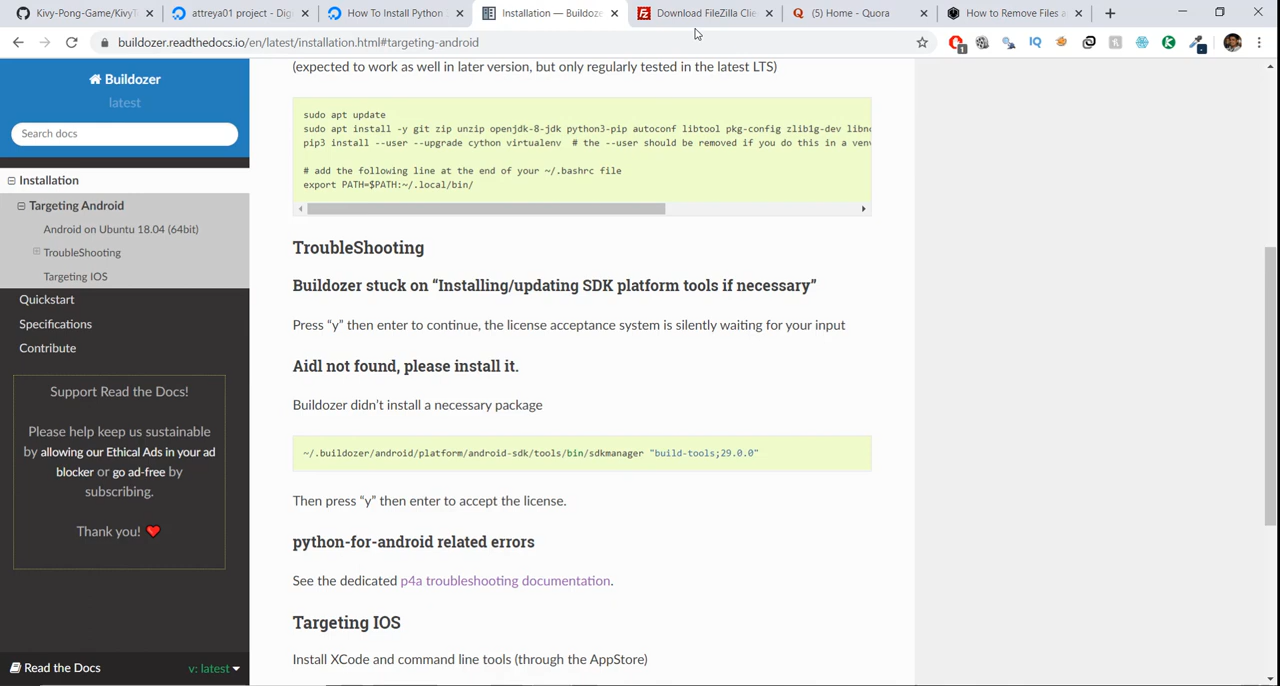 Kivy-Pong-Game/KivyT
attreya01 project - Digi
How To Install Python
Installation — Buildoze
Download FileZilla Clie
(5) Home - Quora
How to Remove Files a
buildozer.readthedocs.io/en/latest/installation.html#targeting-android
Buildozer
latest
Search docs
Installation
Targeting Android
Android on Ubuntu 18.04 (64bit)
TroubleShooting
Targeting IOS
Quickstart
Specifications
Contribute
Support Read the Docs!
Please help keep us sustainable
by allowing our Ethical Ads in your ad
blocker or go ad-free by
subscribing.
Thank you! ❤️
Read the Docs
v: latest
(expected to work as well in later version, but only regularly tested in the latest LTS)
sudo apt update
sudo apt install -y git zip unzip openjdk-8-jdk python3-pip autoconf libtool pkg-config zlib1g-dev libnc
pip3 install --user --upgrade cython virtualenv  # the --user should be removed if you do this in a venv
# add the following line at the end of your ~/.bashrc file
export PATH=$PATH:~/.local/bin/
TroubleShooting
Buildozer stuck on “Installing/updating SDK platform tools if necessary”
Press “y” then enter to continue, the license acceptance system is silently waiting for your input
Aidl not found, please install it.
Buildozer didn’t install a necessary package
~/.buildozer/android/platform/android-sdk/tools/bin/sdkmanager "build-tools;29.0.0"
Then press “y” then enter to accept the license.
python-for-android related errors
See the dedicated p4a troubleshooting documentation.
Targeting IOS
Install XCode and command line tools (through the AppStore)